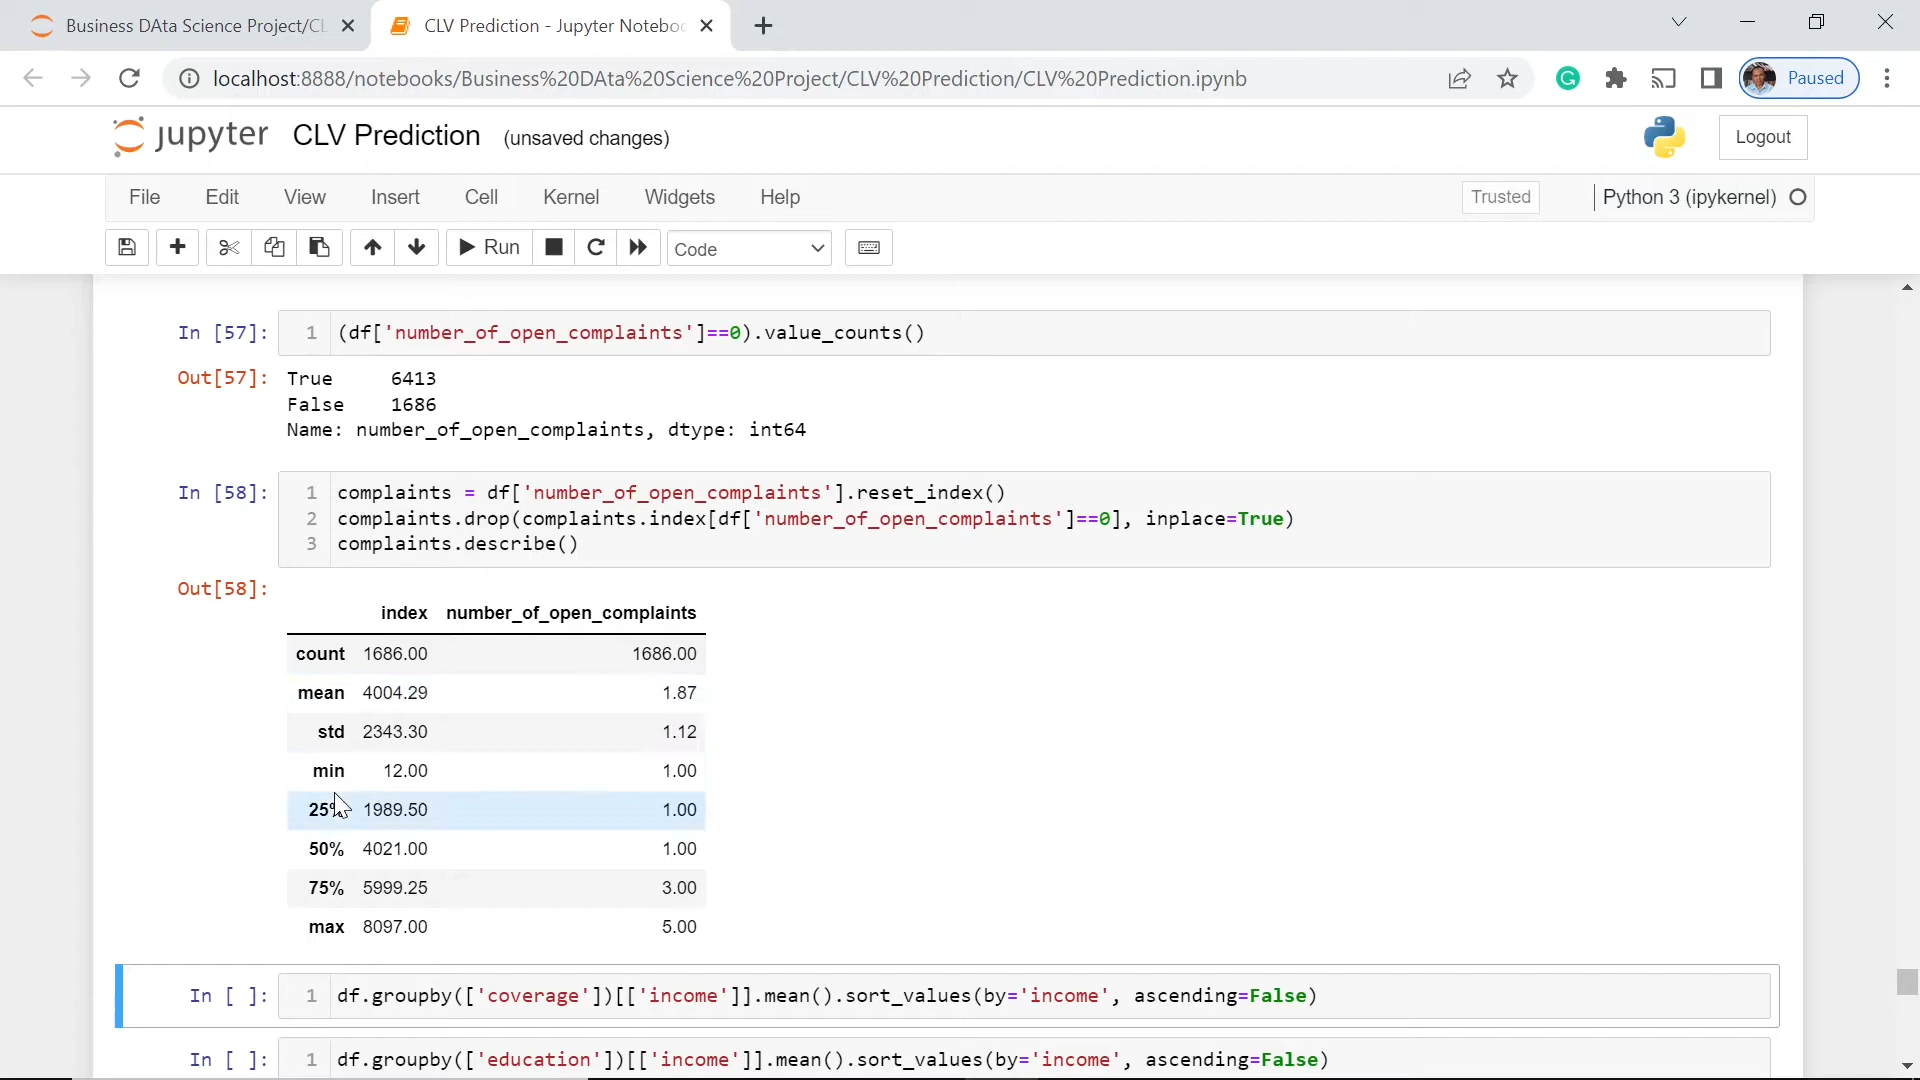 Business DAta Science Project/CL
CLV Prediction - Jupyter Noteboo
localhost:8888/notebooks/Business%20DAta%20Science%20Project/CLV%20Prediction/CLV%20Prediction.ipynb
Paused
jupyter CLV Prediction (unsaved changes)
Logout
File Edit View Insert Cell Kernel Widgets Help
Trusted
Python 3 (ipykernel)
Run
Code
In [57]: 1 (df['number_of_open_complaints']==0).value_counts()
Out[57]: True 6413
False 1686
Name: number_of_open_complaints, dtype: int64
In [58]: 1 complaints = df['number_of_open_complaints'].reset_index()
2 complaints.drop(complaints.index[df['number_of_open_complaints']==0], inplace=True)
3 complaints.describe()
Out[58]:
index number_of_open_complaints
count 1686.00 1686.00
mean 4004.29 1.87
std 2343.30 1.12
min 12.00 1.00
25% 1989.50 1.00
50% 4021.00 1.00
75% 5999.25 3.00
max 8097.00 5.00
In [ ]: 1 df.groupby(['coverage'])[['income']].mean().sort_values(by='income', ascending=False)
In [ ]: 1 df.groupby(['education'])[['income']].mean().sort_values(by='income', ascending=False)